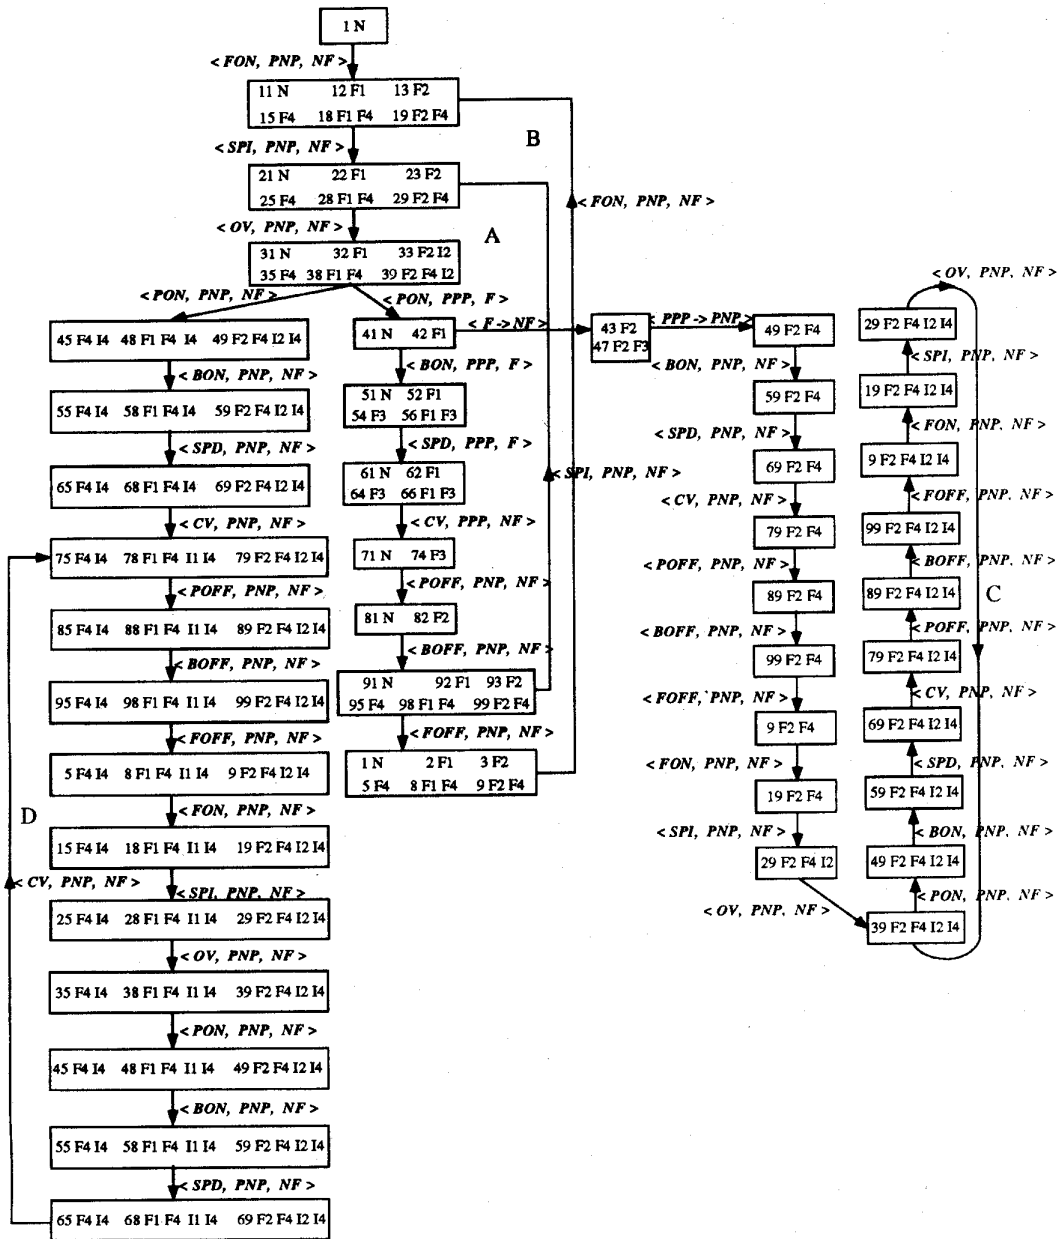 1 N
< FON, PNP, NF >
11 N 12 F1 13 F2
15 F4 18 F1 F4 19 F2 F4
B
< SPI, PNP, NF >
21 N 22 F1 23 F2
25 F4 28 F1 F4 29 F2 F4
< FON, PNP, NF >
< OV, PNP, NF >
A
31 N 32 F1 33 F2 I2
35 F4 38 F1 F4 39 F2 F4 I2
< PON, PNP, NF >
< PON, PPP, F >
45 F4 I4 48 F1 F4 I4 49 F2 F4 I2 I4
< BON, PNP, NF >
55 F4 I4 58 F1 F4 I4 59 F2 F4 I2 I4
< SPD, PNP, NF >
65 F4 I4 68 F1 F4 I4 69 F2 F4 I2 I4
< CV, PNP, NF >
75 F4 I4 78 F1 F4 I1 I4 79 F2 F4 I2 I4
< POFF, PNP, NF >
85 F4 I4 88 F1 F4 I1 I4 89 F2 F4 I2 I4
< BOFF, PNP, NF >
95 F4 I4 98 F1 F4 I1 I4 99 F2 F4 I2 I4
< FOFF, PNP, NF >
5 F4 I4 8 F1 F4 I1 I4 9 F2 F4 I2 I4
D
< FON, PNP, NF >
15 F4 I4 18 F1 F4 I1 I4 19 F2 F4 I2 I4
< CV, PNP, NF >
< SPI, PNP, NF >
25 F4 I4 28 F1 F4 I1 I4 29 F2 F4 I2 I4
< OV, PNP, NF >
35 F4 I4 38 F1 F4 I1 I4 39 F2 F4 I2 I4
< PON, PNP, NF >
45 F4 I4 48 F1 F4 I1 I4 49 F2 F4 I2 I4
< BON, PNP, NF >
55 F4 I4 58 F1 F4 I1 I4 59 F2 F4 I2 I4
< SPD, PNP, NF >
65 F4 I4 68 F1 F4 I1 I4 69 F2 F4 I2 I4
41 N 42 F1
< F -> NF >
< BON, PPP, F >
51 N 52 F1
54 F3 56 F1 F3
< SPD, PPP, F >
61 N 62 F1
64 F3 66 F1 F3
< SPI, PNP, NF >
< CV, PPP, NF >
71 N 74 F3
< POFF, PNP, NF >
81 N 82 F2
< BOFF, PNP, NF >
91 N 92 F1 93 F2
95 F4 98 F1 F4 99 F2 F4
< FOFF, PNP, NF >
1 N 2 F1 3 F2
5 F4 8 F1 F4 9 F2 F4
43 F2
47 F2 F3
< PPP -> PNP >
49 F2 F4
< BON, PNP, NF >
59 F2 F4
< SPD, PNP, NF >
69 F2 F4
< CV, PNP, NF >
79 F2 F4
< POFF, PNP, NF >
89 F2 F4
< BOFF, PNP, NF >
99 F2 F4
< FOFF, PNP, NF >
9 F2 F4
< FON, PNP, NF >
19 F2 F4
< SPI, PNP, NF >
29 F2 F4 I2
< OV, PNP, NF >
< OV, PNP, NF >
29 F2 F4 I2 I4
< SPI, PNP, NF >
19 F2 F4 I2 I4
< FON, PNP, NF >
9 F2 F4 I2 I4
< FOFF, PNP, NF >
99 F2 F4 I2 I4
< BOFF, PNP, NF >
89 F2 F4 I2 I4
C
< POFF, PNP, NF >
79 F2 F4 I2 I4
< CV, PNP, NF >
69 F2 F4 I2 I4
< SPD, PNP, NF >
59 F2 F4 I2 I4
< BON, PNP, NF >
49 F2 F4 I2 I4
< PON, PNP, NF >
39 F2 F4 I2 I4